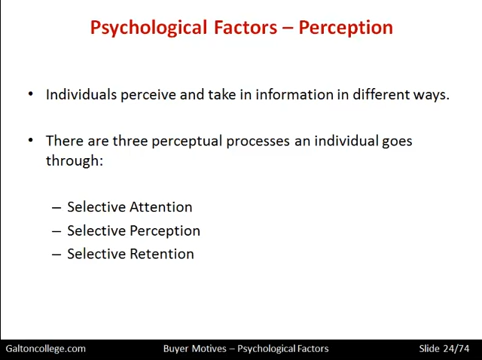 Psychological Factors – Perception
• Individuals perceive and take in information in different ways.
• There are three perceptual processes an individual goes
through:
– Selective Attention
– Selective Perception
– Selective Retention
Galtoncollege.com Buyer Motives – Psychological Factors Slide 24/74